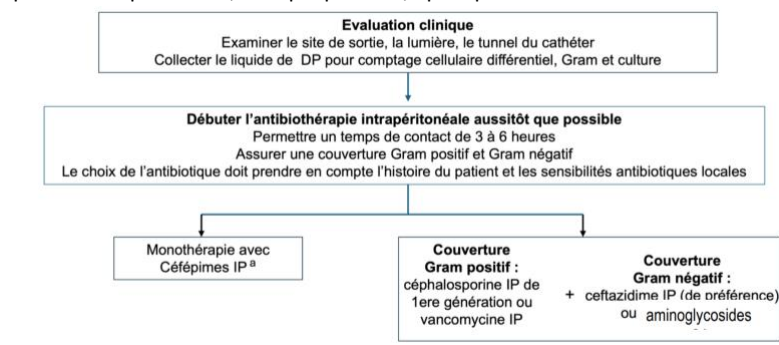 Evaluation clinique
Examiner le site de sortie, la lumière, le tunnel du cathéter
Collecter le liquide de DP pour comptage cellulaire différentiel, Gram et culture
Débuter l'antibiothérapie intrapéritonéale aussitôt que possible
Permettre un temps de contact de 3 à 6 heures
Assurer une couverture Gram positif et Gram négatif
Le choix de l'antibiotique doit prendre en compte l'histoire du patient et les sensibilités antibiotiques locales
Monothérapie avec
Céfépimes IP a
Couverture
Gram positif :
céphalosporine IP de
1ere génération ou
vancomycine IP
+
Couverture
Gram négatif :
ceftazidime IP (de préférence)
ou aminoglycosides